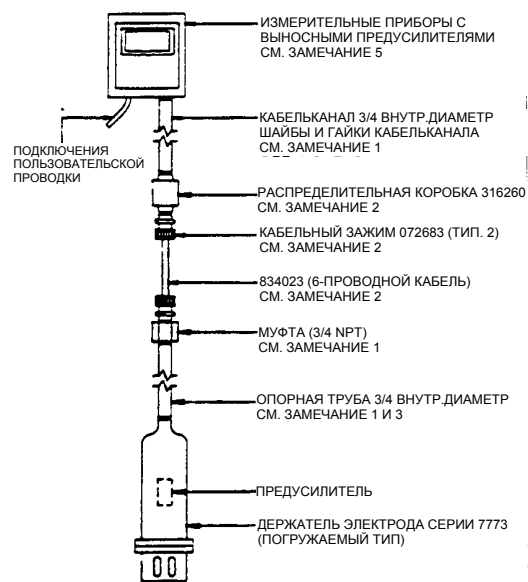 ИЗМЕРИТЕЛЬНЫЕ ПРИБОРЫ С
ВЫНОСНЫМИ ПРЕДУСИЛИТЕЛЯМИ
СМ. ЗАМЕЧАНИЕ 5
КАБЕЛЬКАНАЛ 3/4 ВНУТР.ДИАМЕТР
ШАЙБЫ И ГАЙКИ КАБЕЛЬКАНАЛА
СМ. ЗАМЕЧАНИЕ 1
ПОДКЛЮЧЕНИЯ
ПОЛЬЗОВАТЕЛЬСКОЙ
ПРОВОДКИ
РАСПРЕДЕЛИТЕЛЬНАЯ КОРОБКА 316260
СМ. ЗАМЕЧАНИЕ 2
КАБЕЛЬНЫЙ ЗАЖИМ 072683 (ТИП. 2)
СМ. ЗАМЕЧАНИЕ 2
834023 (6-ПРОВОДНОЙ КАБЕЛЬ)
СМ. ЗАМЕЧАНИЕ 2
МУФТА (3/4 NPT)
СМ. ЗАМЕЧАНИЕ 1
ОПОРНАЯ ТРУБА 3/4 ВНУТР.ДИАМЕТР
СМ. ЗАМЕЧАНИЕ 1 И 3
ПРЕДУСИЛИТЕЛЬ
ДЕРЖАТЕЛЬ ЭЛЕКТРОДА СЕРИИ 7773
(ПОГРУЖАЕМЫЙ ТИП)